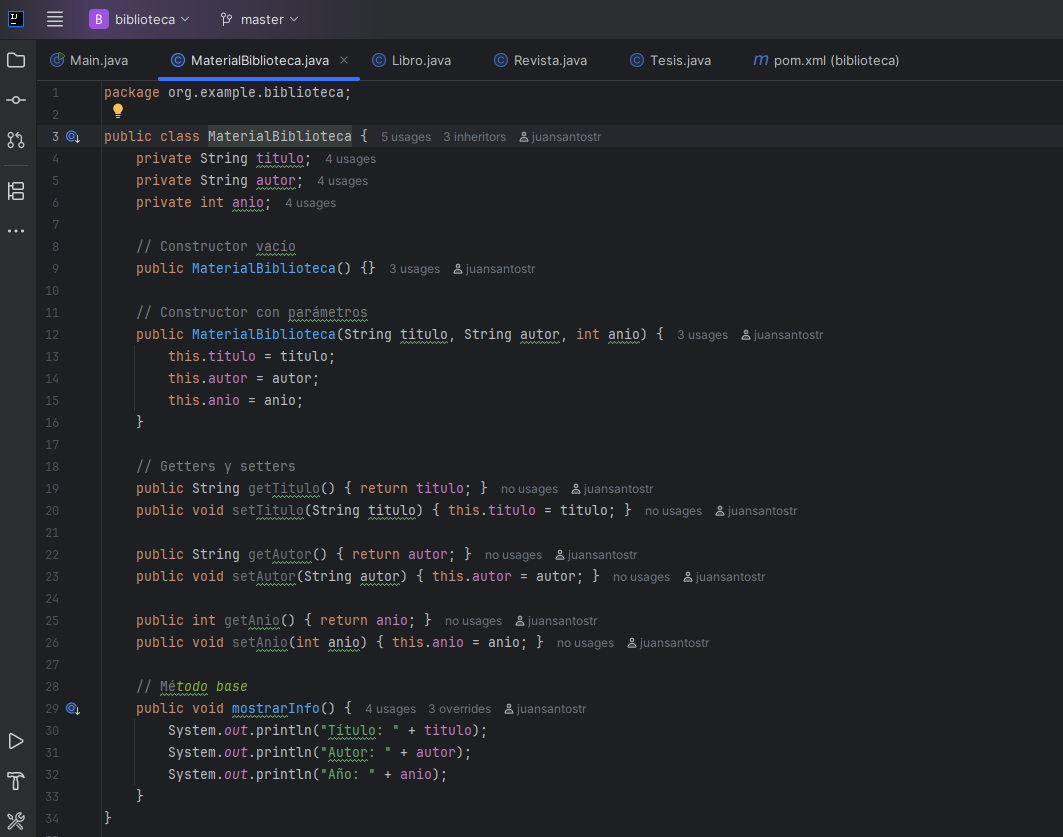 IJ
B biblioteca master
Main.java MaterialBiblioteca.java Libro.java Revista.java Tesis.java m pom.xml (biblioteca)
1 package org.example.biblioteca;
2
3 public class MaterialBiblioteca { 5 usages 3 inheritors juansantostr
4 private String titulo; 4 usages
5 private String autor; 4 usages
6 private int anio; 4 usages
7
8 // Constructor vacío
9 public MaterialBiblioteca() {} 3 usages juansantostr
10
11 // Constructor con parámetros
12 public MaterialBiblioteca(String titulo, String autor, int anio) { 3 usages juansantostr
13 this.titulo = titulo;
14 this.autor = autor;
15 this.anio = anio;
16 }
17
18 // Getters y setters
19 public String getTitulo() { return titulo; } no usages juansantostr
20 public void setTitulo(String titulo) { this.titulo = titulo; } no usages juansantostr
21
22 public String getAutor() { return autor; } no usages juansantostr
23 public void setAutor(String autor) { this.autor = autor; } no usages juansantostr
24
25 public int getAnio() { return anio; } no usages juansantostr
26 public void setAnio(int anio) { this.anio = anio; } no usages juansantostr
27
28 // Método base
29 public void mostrarInfo() { 4 usages 3 overrides juansantostr
30 System.out.println("Título: " + titulo);
31 System.out.println("Autor: " + autor);
32 System.out.println("Año: " + anio);
33 }
34 }